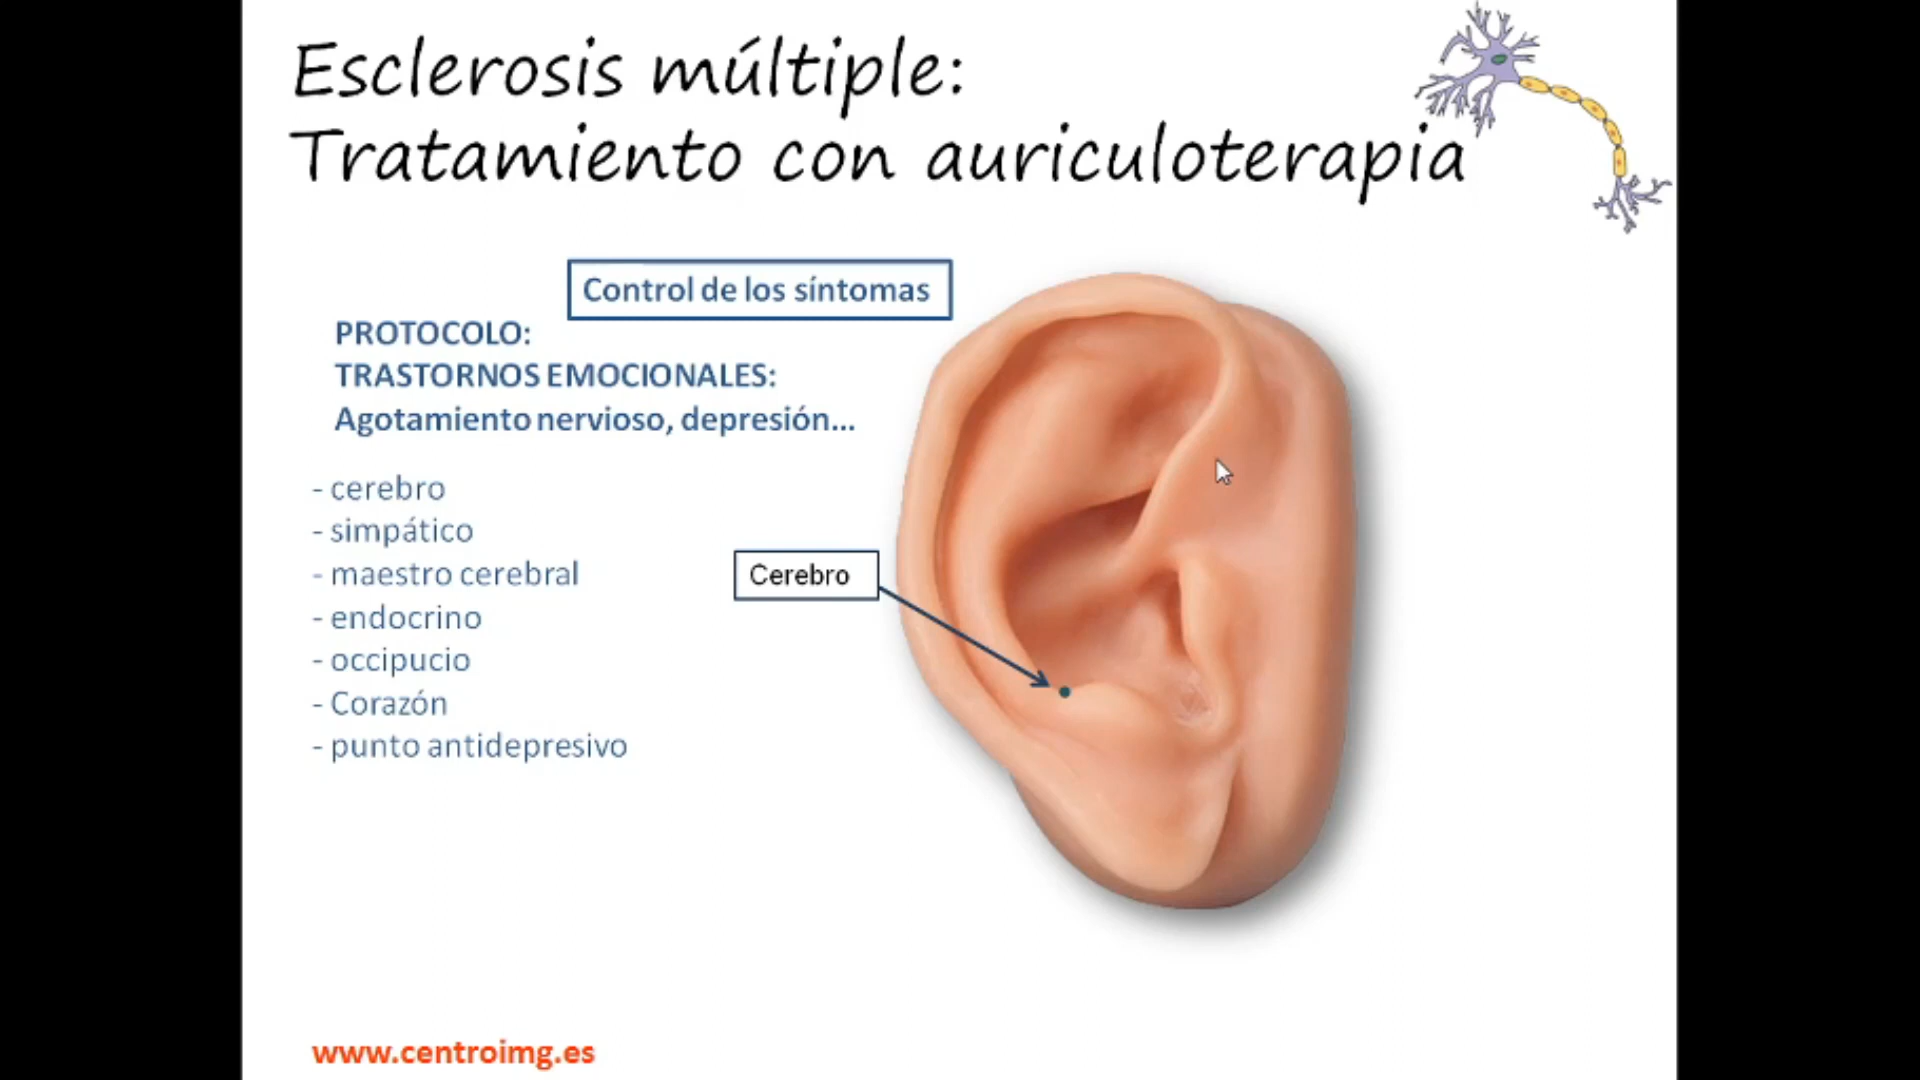 Esclerosis múltiple:
Tratamiento con auriculoterapia
Control de los síntomas
PROTOCOLO:
TRASTORNOS EMOCIONALES:
Agotamiento nervioso, depresión...
- cerebro
- simpático
- maestro cerebral
- endocrino
- occipucio
- Corazón
- punto antidepresivo
Cerebro
www.centroimg.es